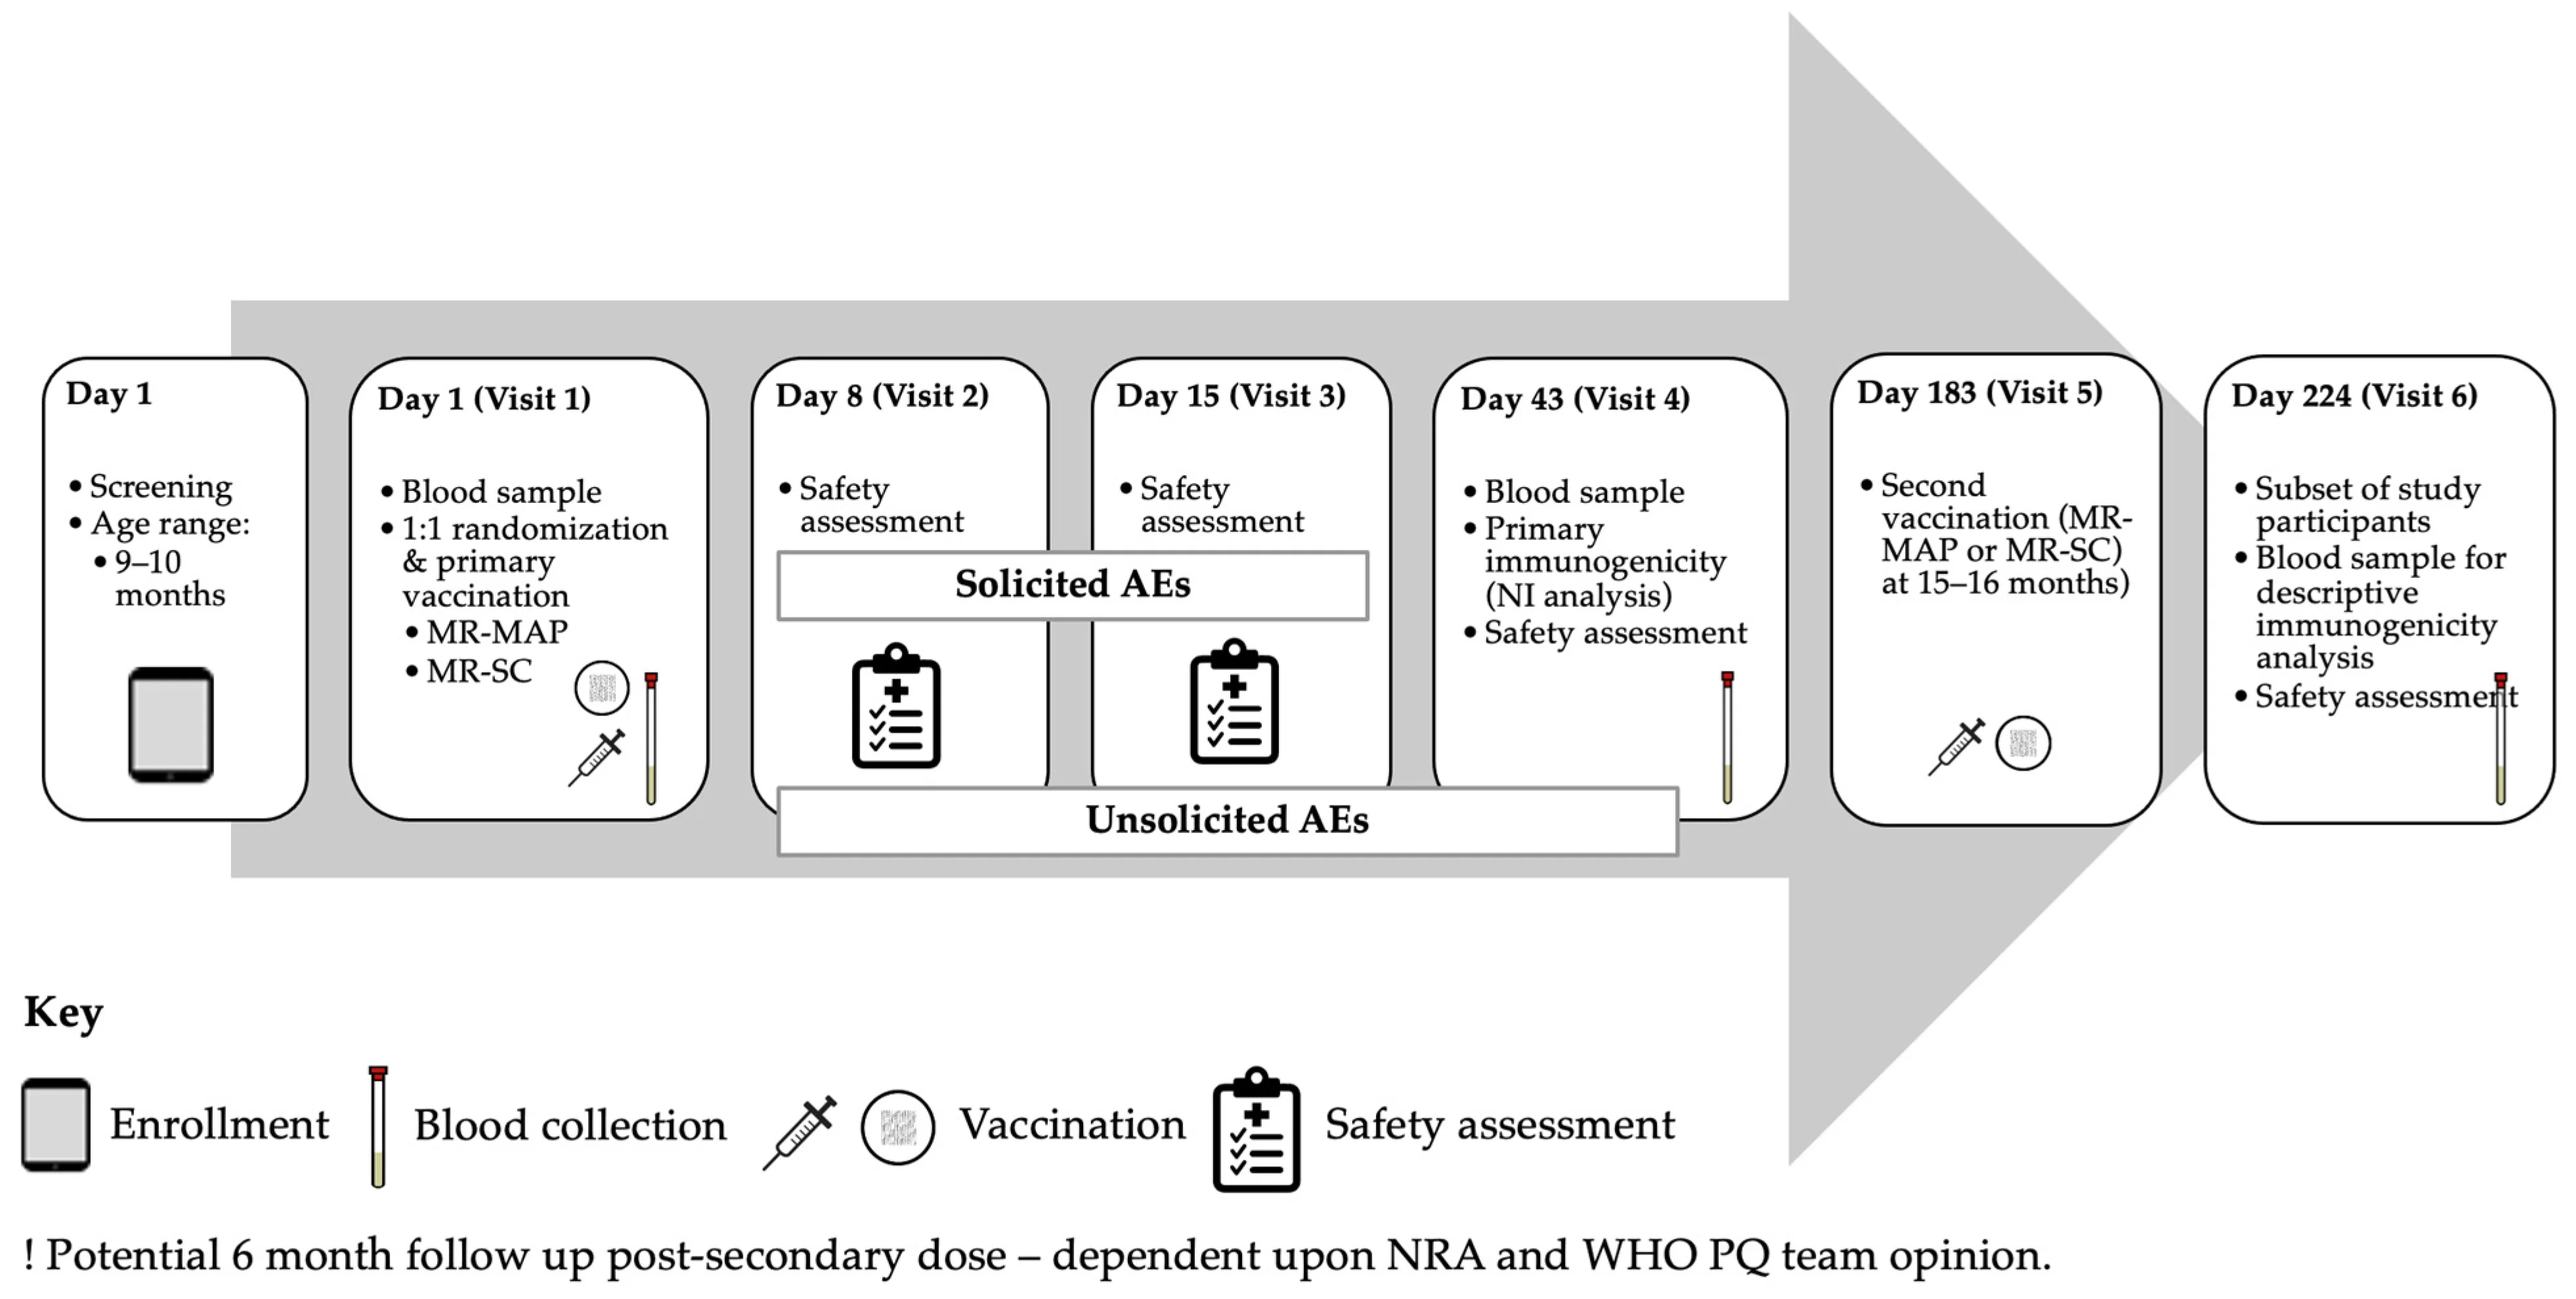 Day 1
• Screening
• Age range:
• 9–10
months
Day 1 (Visit 1)
• Blood sample
• 1:1 randomization
& primary
vaccination
• MR-MAP
• MR-SC
Day 8 (Visit 2)
• Safety
assessment
Day 15 (Visit 3)
• Safety
assessment
Solicited AEs
Unsolicited AEs
Day 43 (Visit 4)
• Blood sample
• Primary
immunogenicity
(NI analysis)
• Safety assessment
Day 183 (Visit 5)
• Second
vaccination (MR-
MAP or MR-SC)
at 15–16 months)
Day 224 (Visit 6)
• Subset of study
participants
• Blood sample for
descriptive
immunogenicity
analysis
• Safety assessment
Key
Enrollment
Blood collection
Vaccination
Safety assessment
! Potential 6 month follow up post-secondary dose – dependent upon NRA and WHO PQ team opinion.